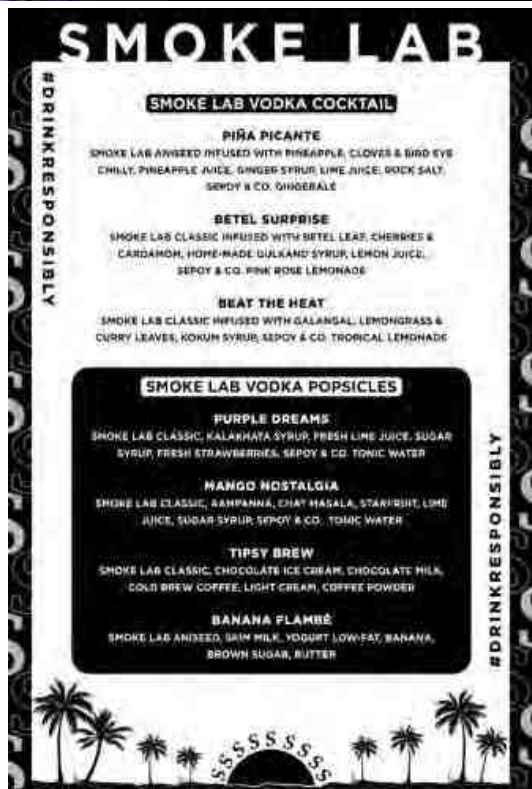 SMOKE LAB
#DRINKRESPONSIBLY
SMOKE LAB VODKA COCKTAIL
PIÑA PICANTE
SMOKE LAB ANISEED INFUSED WITH PINEAPPLE, CLOVES & BIRD EYE
CHILLY, PINEAPPLE JUICE, GINGER SYRUP, LIME JUICE, ROCK SALT,
SEPOY & CO. GINGERALE
BETEL SURPRISE
SMOKE LAB CLASSIC INFUSED WITH BETEL LEAF, CHERRIES &
CARDAMOM, HOME-MADE GULKAND SYRUP, LEMON JUICE,
SEPOY & CO. PINK ROSE LEMONADE
BEAT THE HEAT
SMOKE LAB CLASSIC INFUSED WITH GALANGAL, LEMONGRASS &
CURRY LEAVES, KOKUM SYRUP, SEPOY & CO. TROPICAL LEMONADE
SMOKE LAB VODKA POPSICLES
PURPLE DREAMS
SMOKE LAB CLASSIC, KALAKHATA SYRUP, FRESH LIME JUICE, SUGAR
SYRUP, FRESH STRAWBERRIES, SEPOY & CO. TONIC WATER
MANGO NOSTALGIA
SMOKE LAB CLASSIC, AAMPANNA, CHAT MASALA, STARFRUIT, LIME
JUICE, SUGAR SYRUP, SEPOY & CO. TONIC WATER
TIPSY BREW
SMOKE LAB CLASSIC, CHOCOLATE ICE CREAM, CHOCOLATE MILK,
COLD BREW COFFEE, LIGHT CREAM, COFFEE POWDER
BANANA FLAMBÉ
SMOKE LAB ANISEED, SKIM MILK, YOGURT LOW-FAT, BANANA,
BROWN SUGAR, BUTTER
#DRINKRESPONSIBLY